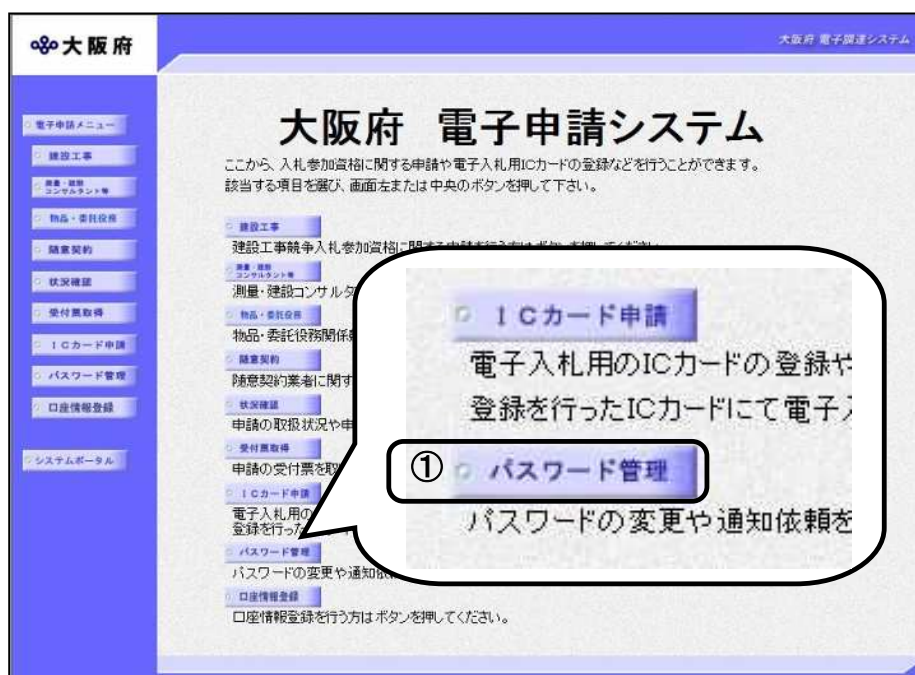 大阪府
大阪府 電子調達システム
電子申請メニュー
建設工事
測量・建設
コンサルタント等
物品・委託役務
随意契約
状況確認
受付票取得
ICカード申請
パスワード管理
口座情報登録
システムポータル
大阪府 電子申請システム
ここから、入札参加資格に関する申請や電子入札用ICカードの登録などを行うことができます。
該当する項目を選び、画面左または中央のボタンを押して下さい。
建設工事
建設工事競争入札参加資格に関する申請を行う方はボタンを押してください
測量・建設
コンサルタント等
測量・建設コンサルタ
物品・委託役務
物品・委託役務関係
随意契約
随意契約業者に関す
状況確認
申請の取扱状況や申
受付票取得
申請の受付票を取
ICカード申請
電子入札用の
登録を行った
パスワード管理
パスワードの変更や通知依
口座情報登録
口座情報登録を行う方はボタンを押してください。
ICカード申請
電子入札用のICカードの登録や
登録を行ったICカードにて電子入
① パスワード管理
パスワードの変更や通知依頼を